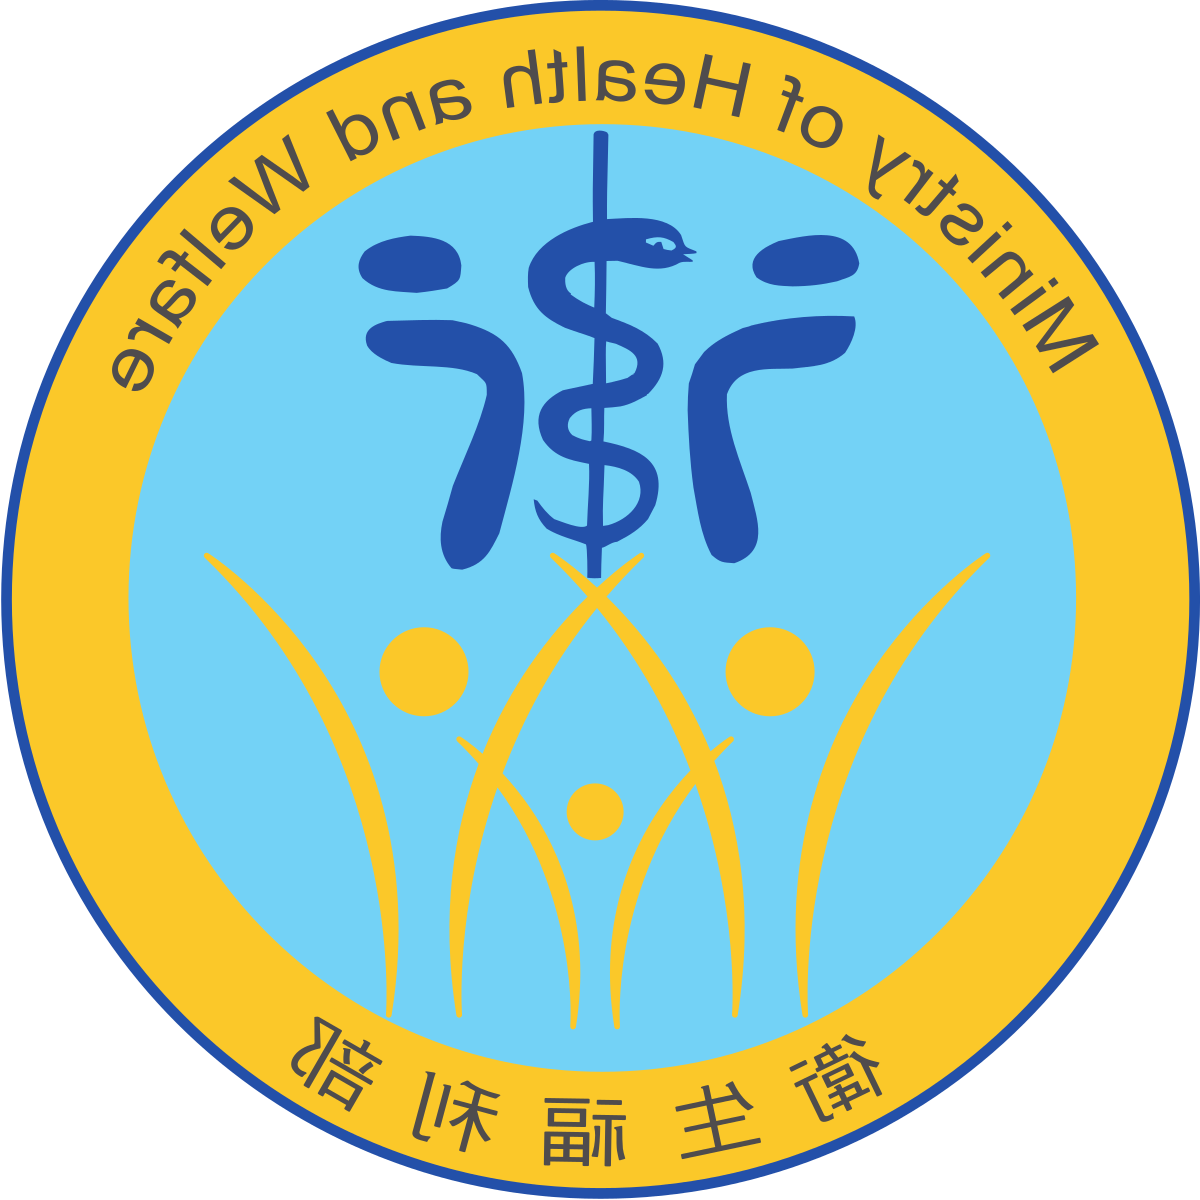 Ministry of Health and Welfare
衛生福利部